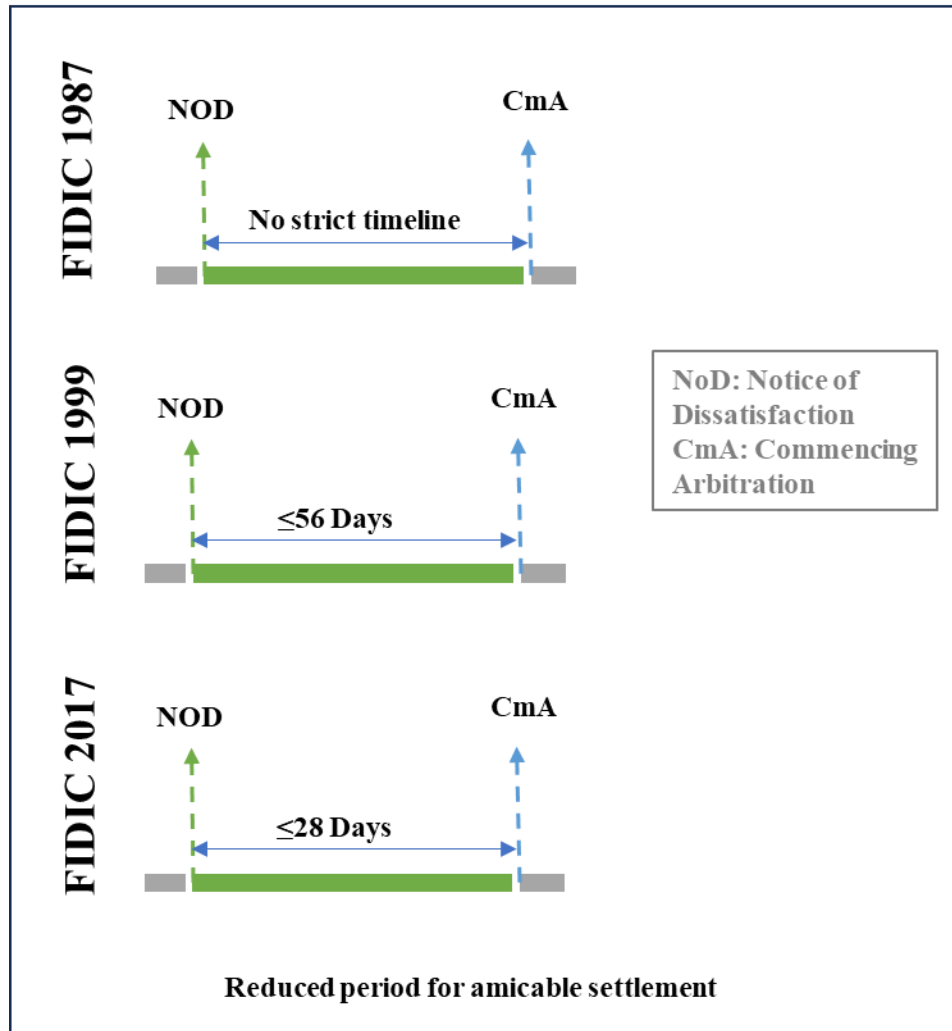 FIDIC 1987
NOD
CmA
No strict timeline
FIDIC 1999
NOD
CmA
≤56 Days
NoD: Notice of
Dissatisfaction
CmA: Commencing
Arbitration
FIDIC 2017
NOD
CmA
≤28 Days
Reduced period for amicable settlement